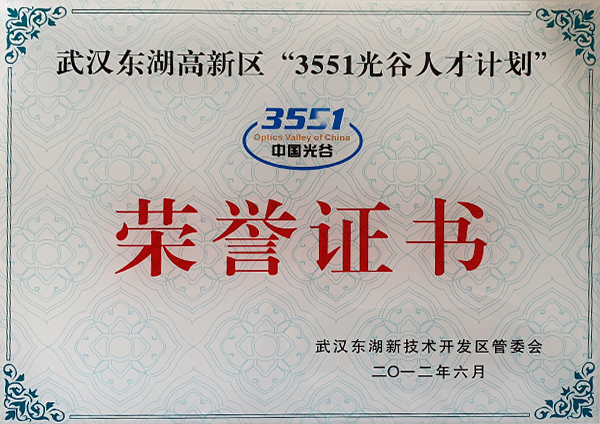 武汉东湖高新区“3551光谷人才计划”
3551
Optics Valley of China
中国光谷
荣誉证书
武汉东湖新技术开发区管委会
二〇一二年六月